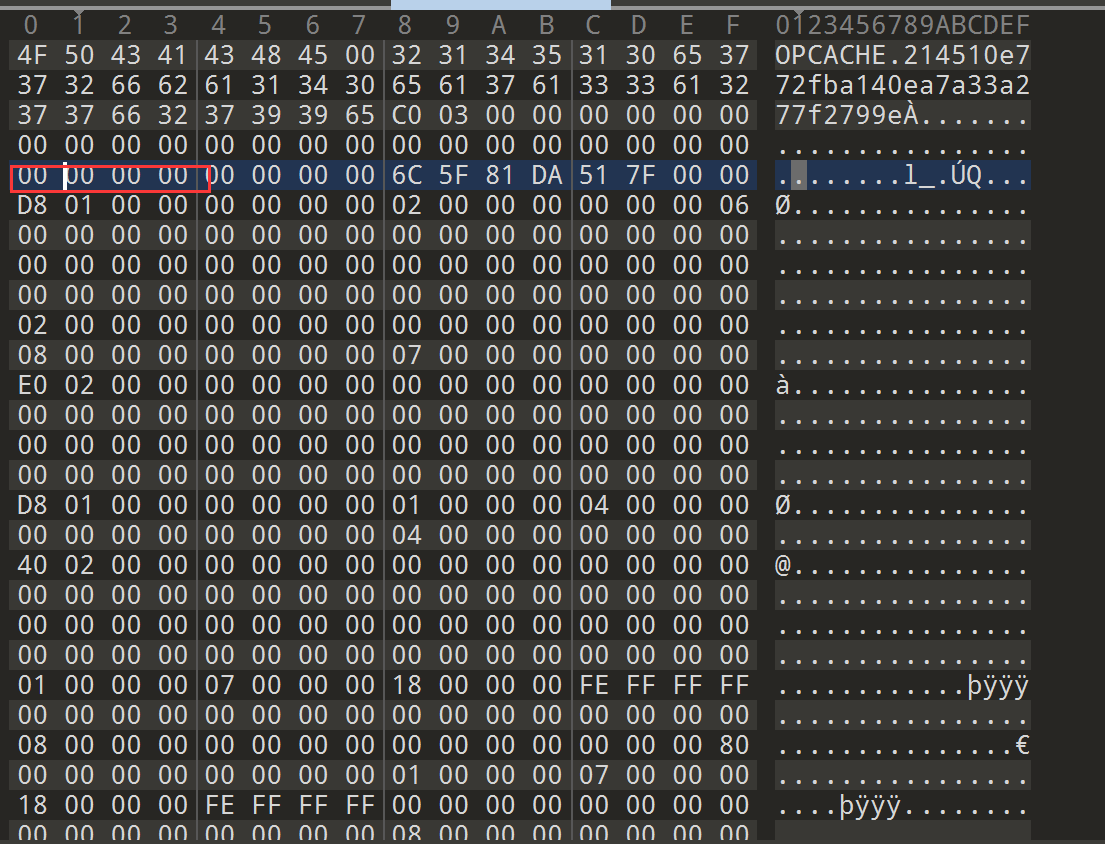 0 1 2 3 4 5 6 7 8 9 A B C D E F 0123456789ABCDEF
4F 50 43 41 43 48 45 00 32 31 34 35 31 30 65 37 OPCACHE.214510e7
37 32 66 62 61 31 34 30 65 61 37 61 33 33 61 32 72fba140ea7a33a2
37 37 66 32 37 39 39 65 C0 03 00 00 00 00 00 00 77f2799eÀ.......
00 00 00 00 00 00 00 00 00 00 00 00 00 00 00 00 ................
00 00 00 00 00 00 00 00 6C 5F 81 DA 51 7F 00 00 ........l_.ÚQ...
D8 01 00 00 00 00 00 00 02 00 00 00 00 00 00 06 Ø...............
00 00 00 00 00 00 00 00 00 00 00 00 00 00 00 00 ................
00 00 00 00 00 00 00 00 00 00 00 00 00 00 00 00 ................
00 00 00 00 00 00 00 00 00 00 00 00 00 00 00 00 ................
02 00 00 00 00 00 00 00 00 00 00 00 00 00 00 00 ................
08 00 00 00 00 00 00 00 07 00 00 00 00 00 00 00 ................
E0 02 00 00 00 00 00 00 00 00 00 00 00 00 00 00 à...............
00 00 00 00 00 00 00 00 00 00 00 00 00 00 00 00 ................
00 00 00 00 00 00 00 00 00 00 00 00 00 00 00 00 ................
00 00 00 00 00 00 00 00 00 00 00 00 00 00 00 00 ................
D8 01 00 00 00 00 00 00 01 00 00 00 04 00 00 00 Ø...............
00 00 00 00 00 00 00 00 04 00 00 00 00 00 00 00 ................
40 02 00 00 00 00 00 00 00 00 00 00 00 00 00 00 @...............
00 00 00 00 00 00 00 00 00 00 00 00 00 00 00 00 ................
00 00 00 00 00 00 00 00 00 00 00 00 00 00 00 00 ................
00 00 00 00 00 00 00 00 00 00 00 00 00 00 00 00 ................
01 00 00 00 07 00 00 00 18 00 00 00 FE FF FF FF ............þÿÿÿ
00 00 00 00 00 00 00 00 00 00 00 00 00 00 00 00 ................
08 00 00 00 00 00 00 00 00 00 00 00 00 00 00 80 ...............€
00 00 00 00 00 00 00 00 01 00 00 00 07 00 00 00 ................
18 00 00 00 FE FF FF FF 00 00 00 00 00 00 00 00 ....þÿÿÿ........
00 00 00 00 00 00 00 00 08 00 00 00 00 00 00 00